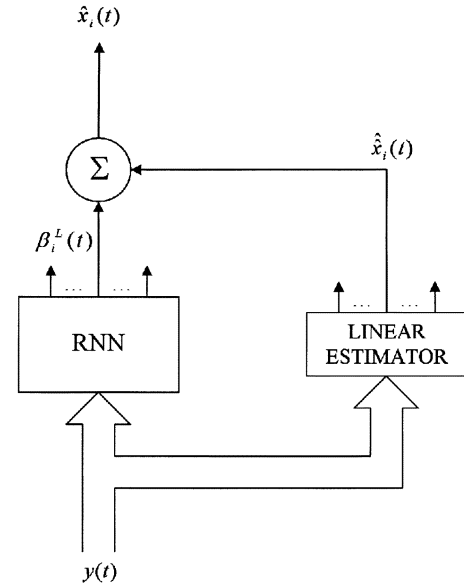 x̂ᵢ(t)
x̂̂ᵢ(t)
Σ
βᵢᴸ(t)
... ...
... ...
RNN
LINEAR
ESTIMATOR
y(t)